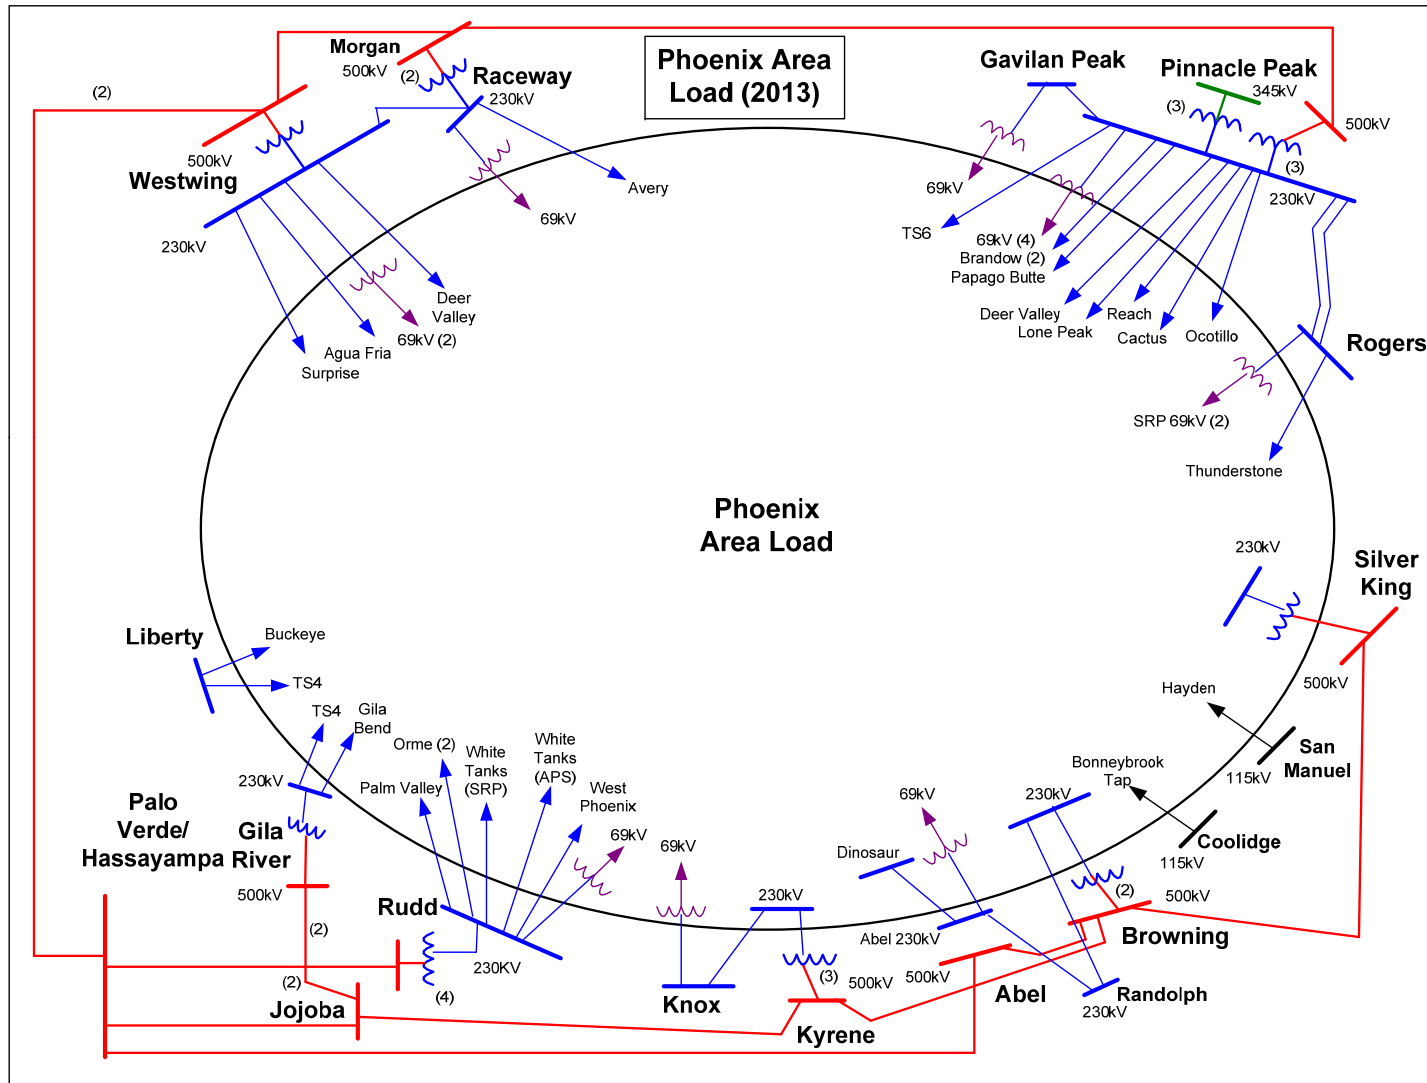 Morgan
500kV
(2)
Raceway
230kV
Phoenix Area
Load (2013)
Gavilan Peak
Pinnacle Peak
345kV
(3)
500kV
(3)
230kV
(2)
500kV
Westwing
230kV
69kV
Avery
69kV
TS6
69kV (4)
Brandow (2)
Papago Butte
Deer Valley
Lone Peak
Reach
Cactus
Ocotillo
Rogers
SRP 69kV (2)
Thunderstone
Deer
Valley
69kV (2)
Agua Fria
Surprise
Phoenix
Area Load
230kV
Silver
King
500kV
Liberty
Buckeye
TS4
TS4
Gila
Bend
230kV
Gila
River
500kV
(2)
(2)
Palo
Verde/
Hassayampa
Jojoba
Orme (2)
Palm Valley
White
Tanks
(SRP)
White
Tanks
(APS)
West
Phoenix
69kV
Rudd
230KV
(4)
69kV
Knox
230kV
(3)
500kV
Kyrene
69kV
Dinosaur
Abel 230kV
500kV
Abel
230kV
Randolph
230kV
(2)
500kV
Browning
Bonneybrook
Tap
Coolidge
115kV
Hayden
San
Manuel
115kV